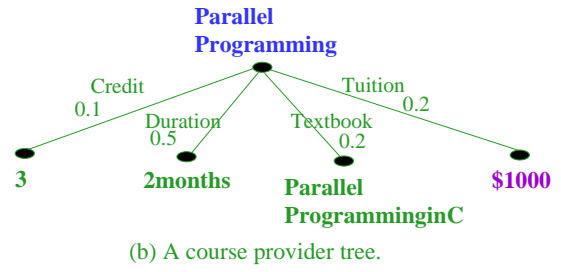 Parallel
Programming
Credit
0.1
Duration
0.5
Textbook
0.2
Tuition
0.2
3
2months
Parallel
ProgramminginC
$1000
(b) A course provider tree.